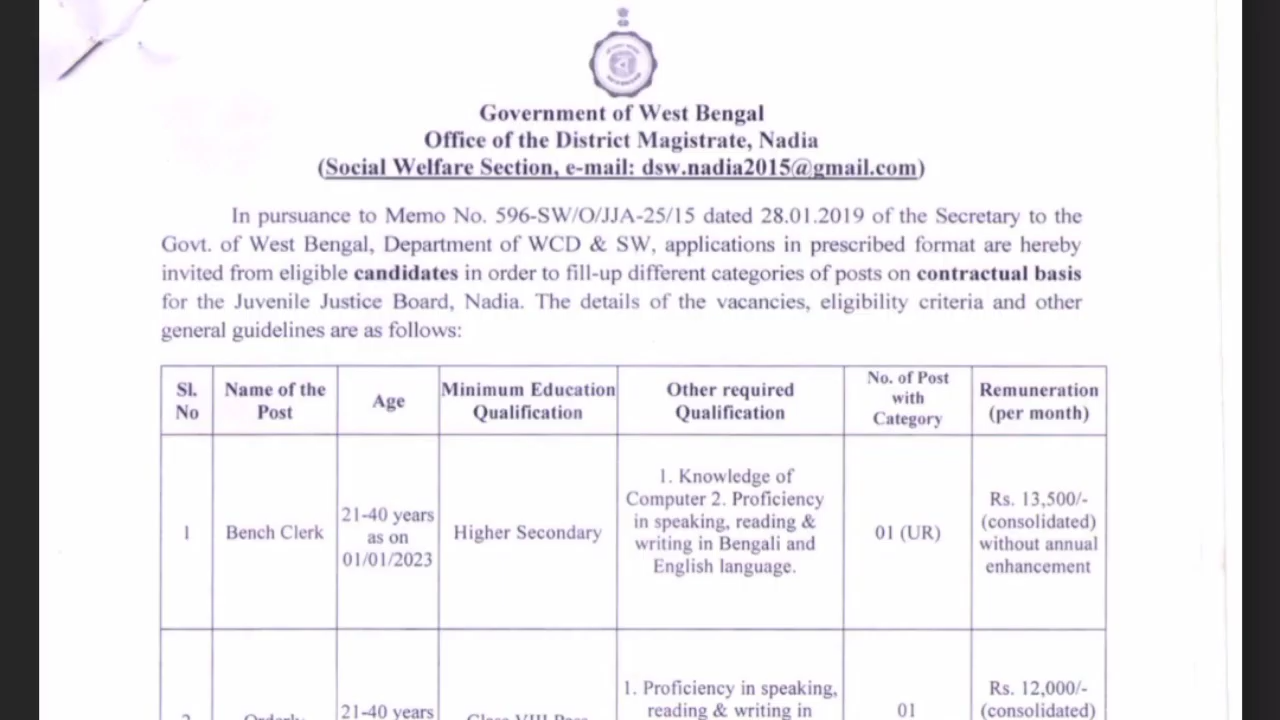 Government of West Bengal
Office of the District Magistrate, Nadia
(Social Welfare Section, e-mail: dsw.nadia2015@gmail.com)
In pursuance to Memo No. 596-SW/O/JJA-25/15 dated 28.01.2019 of the Secretary to the
Govt. of West Bengal, Department of WCD & SW, applications in prescribed format are hereby
invited from eligible candidates in order to fill-up different categories of posts on contractual basis
for the Juvenile Justice Board, Nadia. The details of the vacancies, eligibility criteria and other
general guidelines are as follows:
Sl.
No
Name of the
Post
Age
Minimum Education
Qualification
Other required
Qualification
No. of Post
with
Category
Remuneration
(per month)
1
Bench Clerk
21-40 years
as on
01/01/2023
Higher Secondary
1. Knowledge of
Computer 2. Proficiency
in speaking, reading &
writing in Bengali and
English language.
01 (UR)
Rs. 13,500/-
(consolidated)
without annual
enhancement
21-40 years
1. Proficiency in speaking,
reading & writing in
01
Rs. 12,000/-
(consolidated)